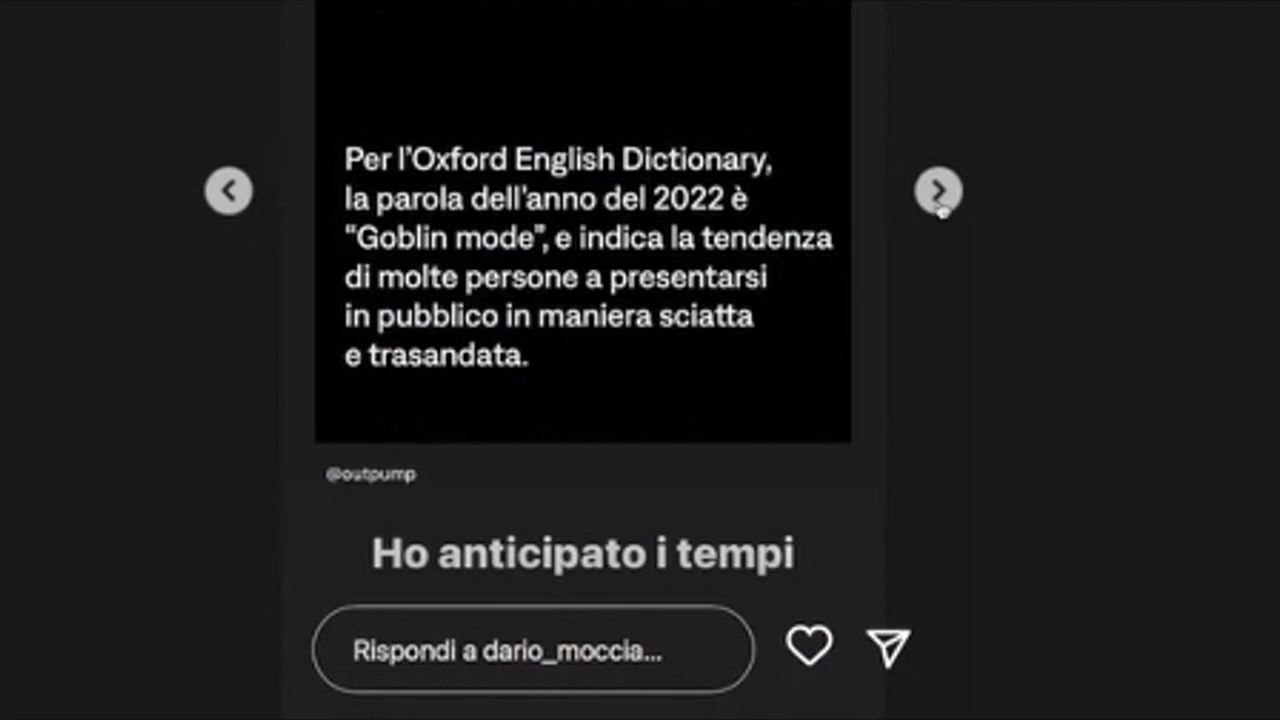 Per l'Oxford English Dictionary,
la parola dell'anno del 2022 è
“Goblin mode”, e indica la tendenza
di molte persone a presentarsi
in pubblico in maniera sciatta
e trasandata.
@outpump
Ho anticipato i tempi
Rispondi a dario_moccia...